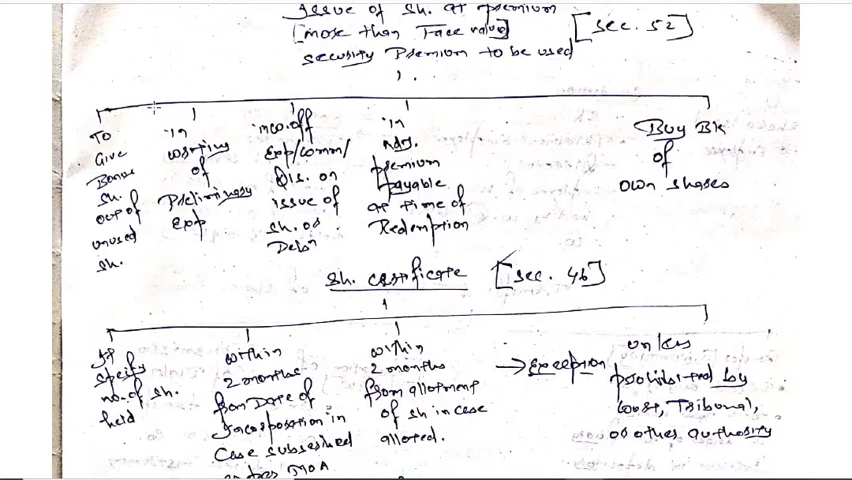 Issue of Sh. at premium
[more than Face value] [Sec. 52]
security Premium to be used
TO
Give
Bonus
Sh.
out of
unused
Sh.
in
writing
of
Preliminary
Exp
in
Exp/comm/
Dis. on
issue of
Sh. or
Deb
in
premium
payable
at time of
Redemption
Buy BK
of
own shares
Sh. certificate [Sec. 46]
It
specify
no. of sh.
held
within
2 months
from Date of
Incorporation in
Case subscribed
MOA
within
2 months
from allotment
of sh in case
alloted.
→ Exception
unless
prohibited by
Court, Tribunal,
or other authority